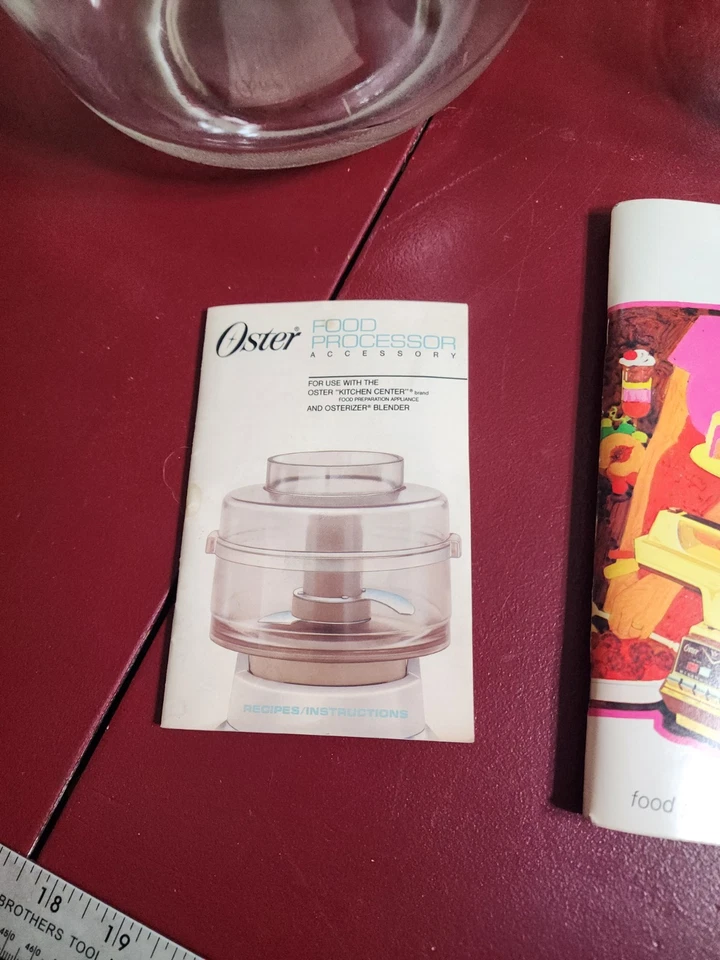 Oster® FOOD
PROCESSOR
ACCESSORY
FOR USE WITH THE
OSTER "KITCHEN CENTER"® brand
FOOD PREPARATION APPLIANCE
AND OSTERIZER® BLENDER
RECIPES/INSTRUCTIONS
Oster
food
18 19
BROTHERS TOOL